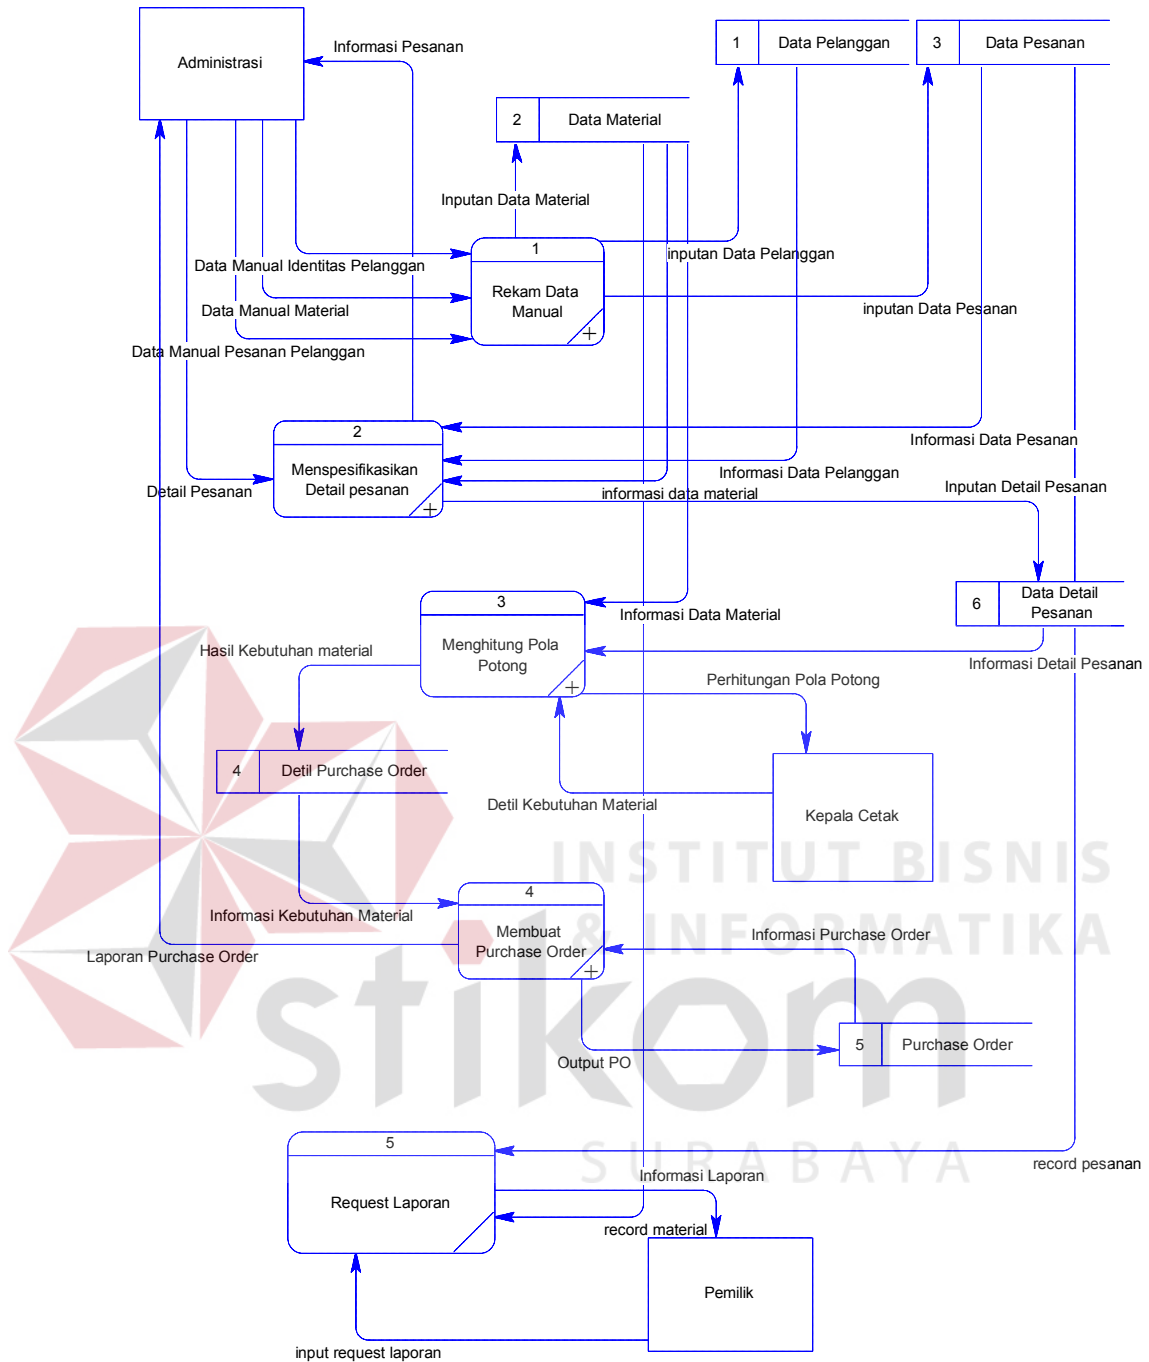 Administrasi
Informasi Pesanan
1
Data Pelanggan
3
Data Pesanan
2
Data Material
Inputan Data Material
1
Rekam Data
Manual
+
inputan Data Pelanggan
inputan Data Pesanan
Data Manual Identitas Pelanggan
Data Manual Material
Data Manual Pesanan Pelanggan
2
Menspesifikasikan
Detail pesanan
+
Detail Pesanan
Informasi Data Pesanan
Informasi Data Pelanggan
informasi data material
Inputan Detail Pesanan
6
Data Detail
Pesanan
3
Menghitung Pola
Potong
+
Informasi Data Material
Informasi Detail Pesanan
Hasil Kebutuhan material
Perhitungan Pola Potong
4
Detil Purchase Order
Detil Kebutuhan Material
Kepala Cetak
INSTITUT BISNIS
& INFORMATIKA
stikom
SURABAYA
4
Membuat
Purchase Order
+
Informasi Kebutuhan Material
Laporan Purchase Order
Informasi Purchase Order
Output PO
5
Purchase Order
5
Request Laporan
record pesanan
Informasi Laporan
record material
Pemilik
input request laporan